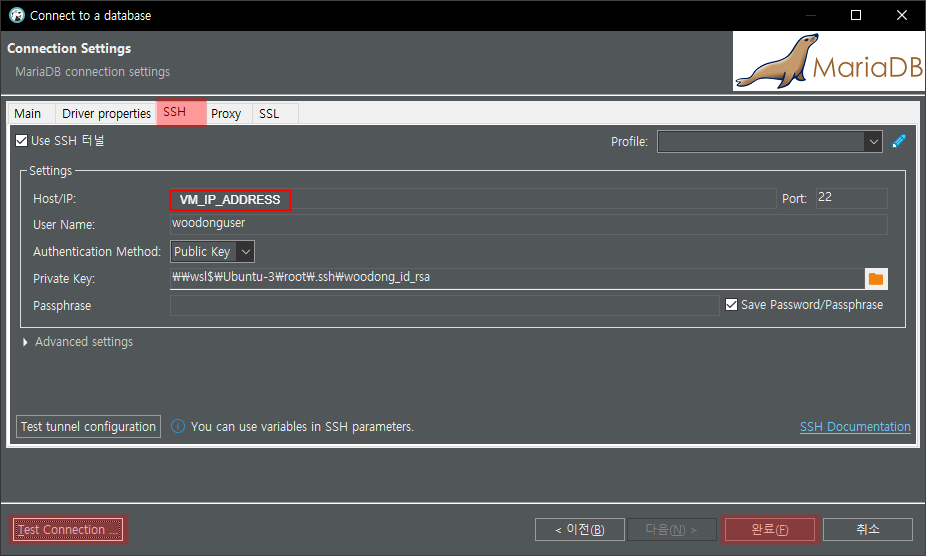 Connect to a database
Connection Settings
MariaDB connection settings
MariaDB
Main Driver properties SSH Proxy SSL
Use SSH 터널 Profile:
Settings
Host/IP: VM_IP_ADDRESS Port: 22
User Name: woodonguser
Authentication Method: Public Key
Private Key: ₩₩wsl$₩Ubuntu-3₩root₩.ssh₩woodong_id_rsa
Passphrase Save Password/Passphrase
Advanced settings
Test tunnel configuration You can use variables in SSH parameters. SSH Documentation
Test Connection ... < 이전(B) 다음(N) > 완료(F) 취소